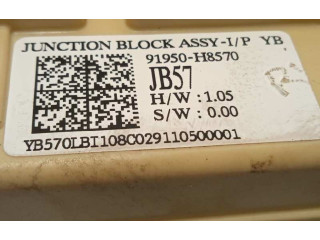 JUNCTION BLOCK ASSY-I/P YB
91950-H8570
JB57
H/W : 1.05
S/W : 0.00
YB570LBI108C029110500001